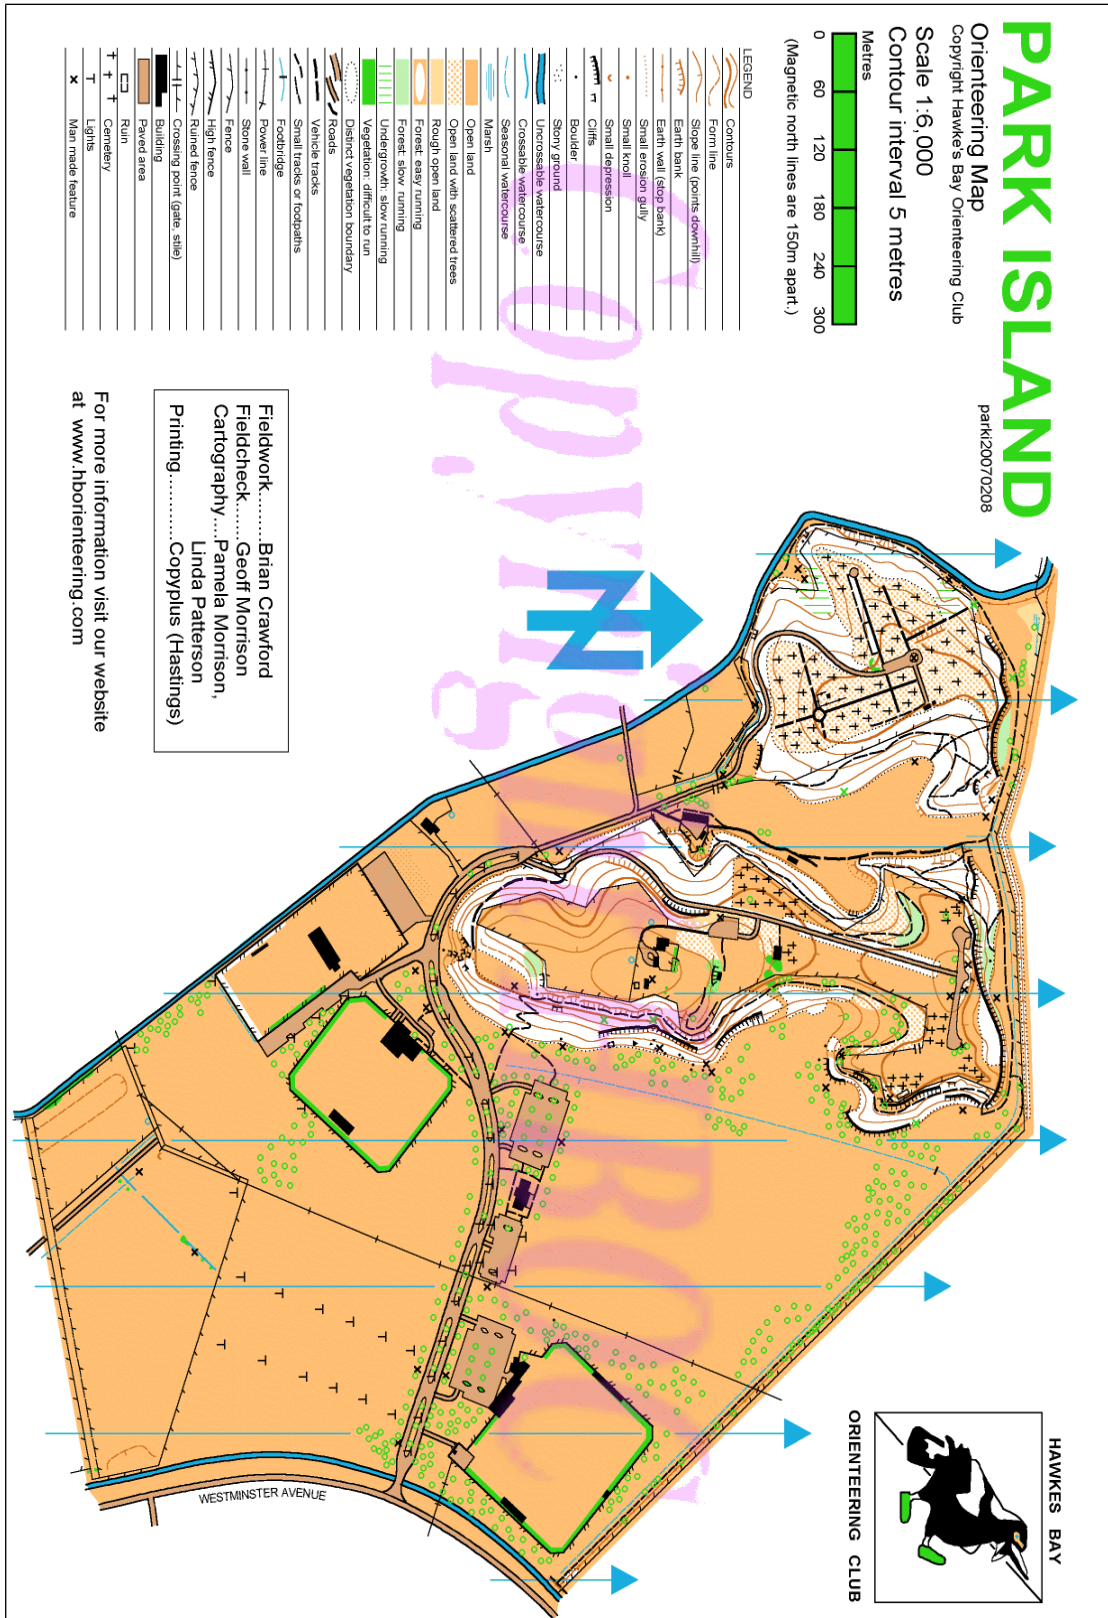 PARK ISLAND
Orienteering Map
Copyright Hawke's Bay Orienteering Club
Scale 1:6,000
Contour interval 5 metres
Metres
0 60 120 180 240 300
(Magnetic north lines are 150m apart.)
parki20070208
LEGEND
Contours
Form line
Slope line (points downhill)
Earth bank
Earth wall (stop bank)
Small erosion gully
Small knoll
Small depression
Cliffs
Boulder
Stony ground
Uncrossable watercourse
Crossable watercourse
Seasonal watercourse
Marsh
Open land
Open land with scattered trees
Rough open land
Forest: easy running
Forest: slow running
Undergrowth: slow running
Vegetation: difficult to run
Distinct vegetation boundary
Roads
Vehicle tracks
Small tracks or footpaths
Footbridge
Power line
Stone wall
Fence
High fence
Ruined fence
Crossing point (gate, stile)
Building
Paved area
Ruin
Cemetery
Lights
Man made feature
Fieldwork.........Brian Crawford
Fieldcheck.......Geoff Morrison
Cartography....Pamela Morrison,
Linda Patterson
Printing.............Copyplus (Hastings)
For more information visit our website
at www.hborienteering.com
N
WESTMINSTER AVENUE
HAWKES BAY
ORIENTEERING CLUB
Copyright HBOC